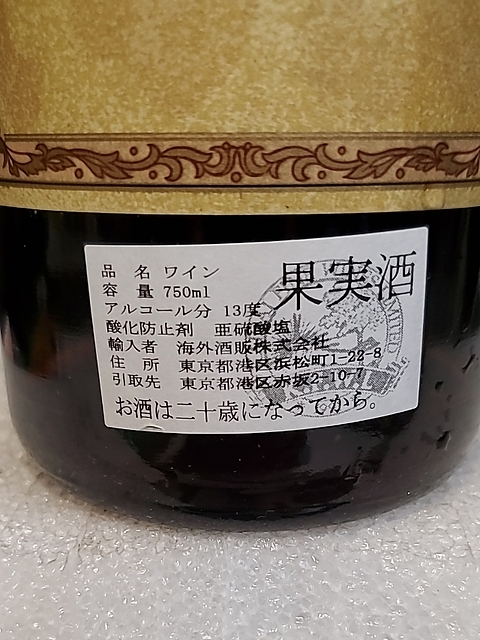 果実酒
品 名 ワイン
容 量 750ml
アルコール分 13度
酸化防止剤 亜硫酸塩
輸入者 海外酒販株式会社
住 所 東京都港区浜松町1-22-8
引取先 東京都港区赤坂2-10-7
お酒は二十歳になってから。